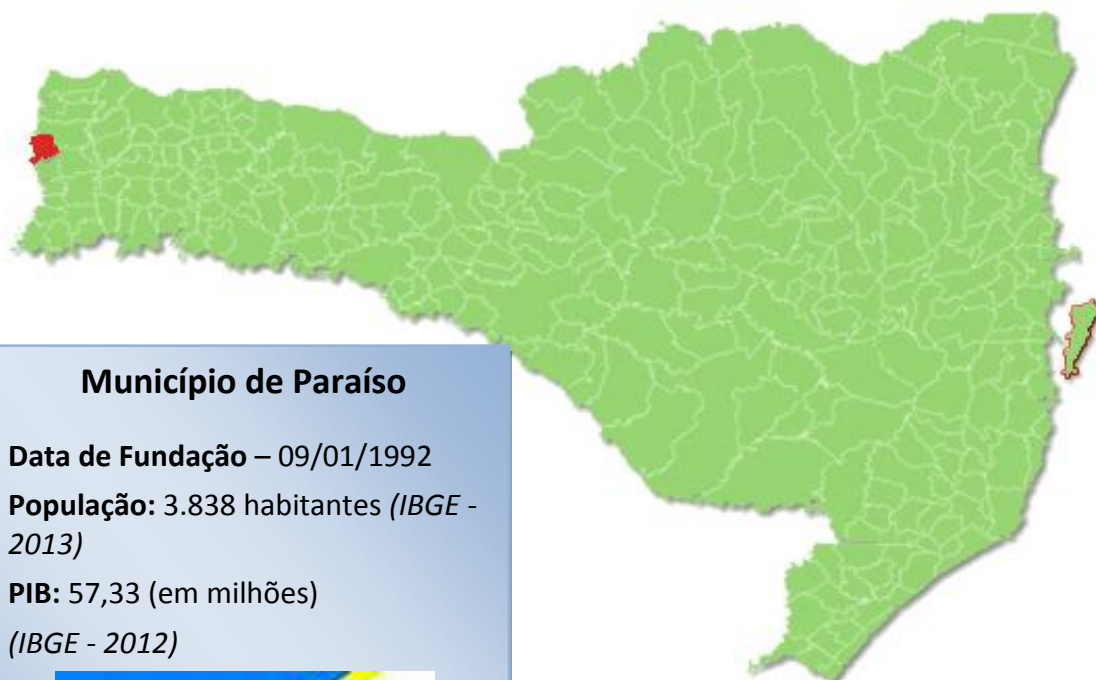 Município de Paraíso
Data de Fundação – 09/01/1992
População: 3.838 habitantes (IBGE -
2013)
PIB: 57,33 (em milhões)
(IBGE - 2012)